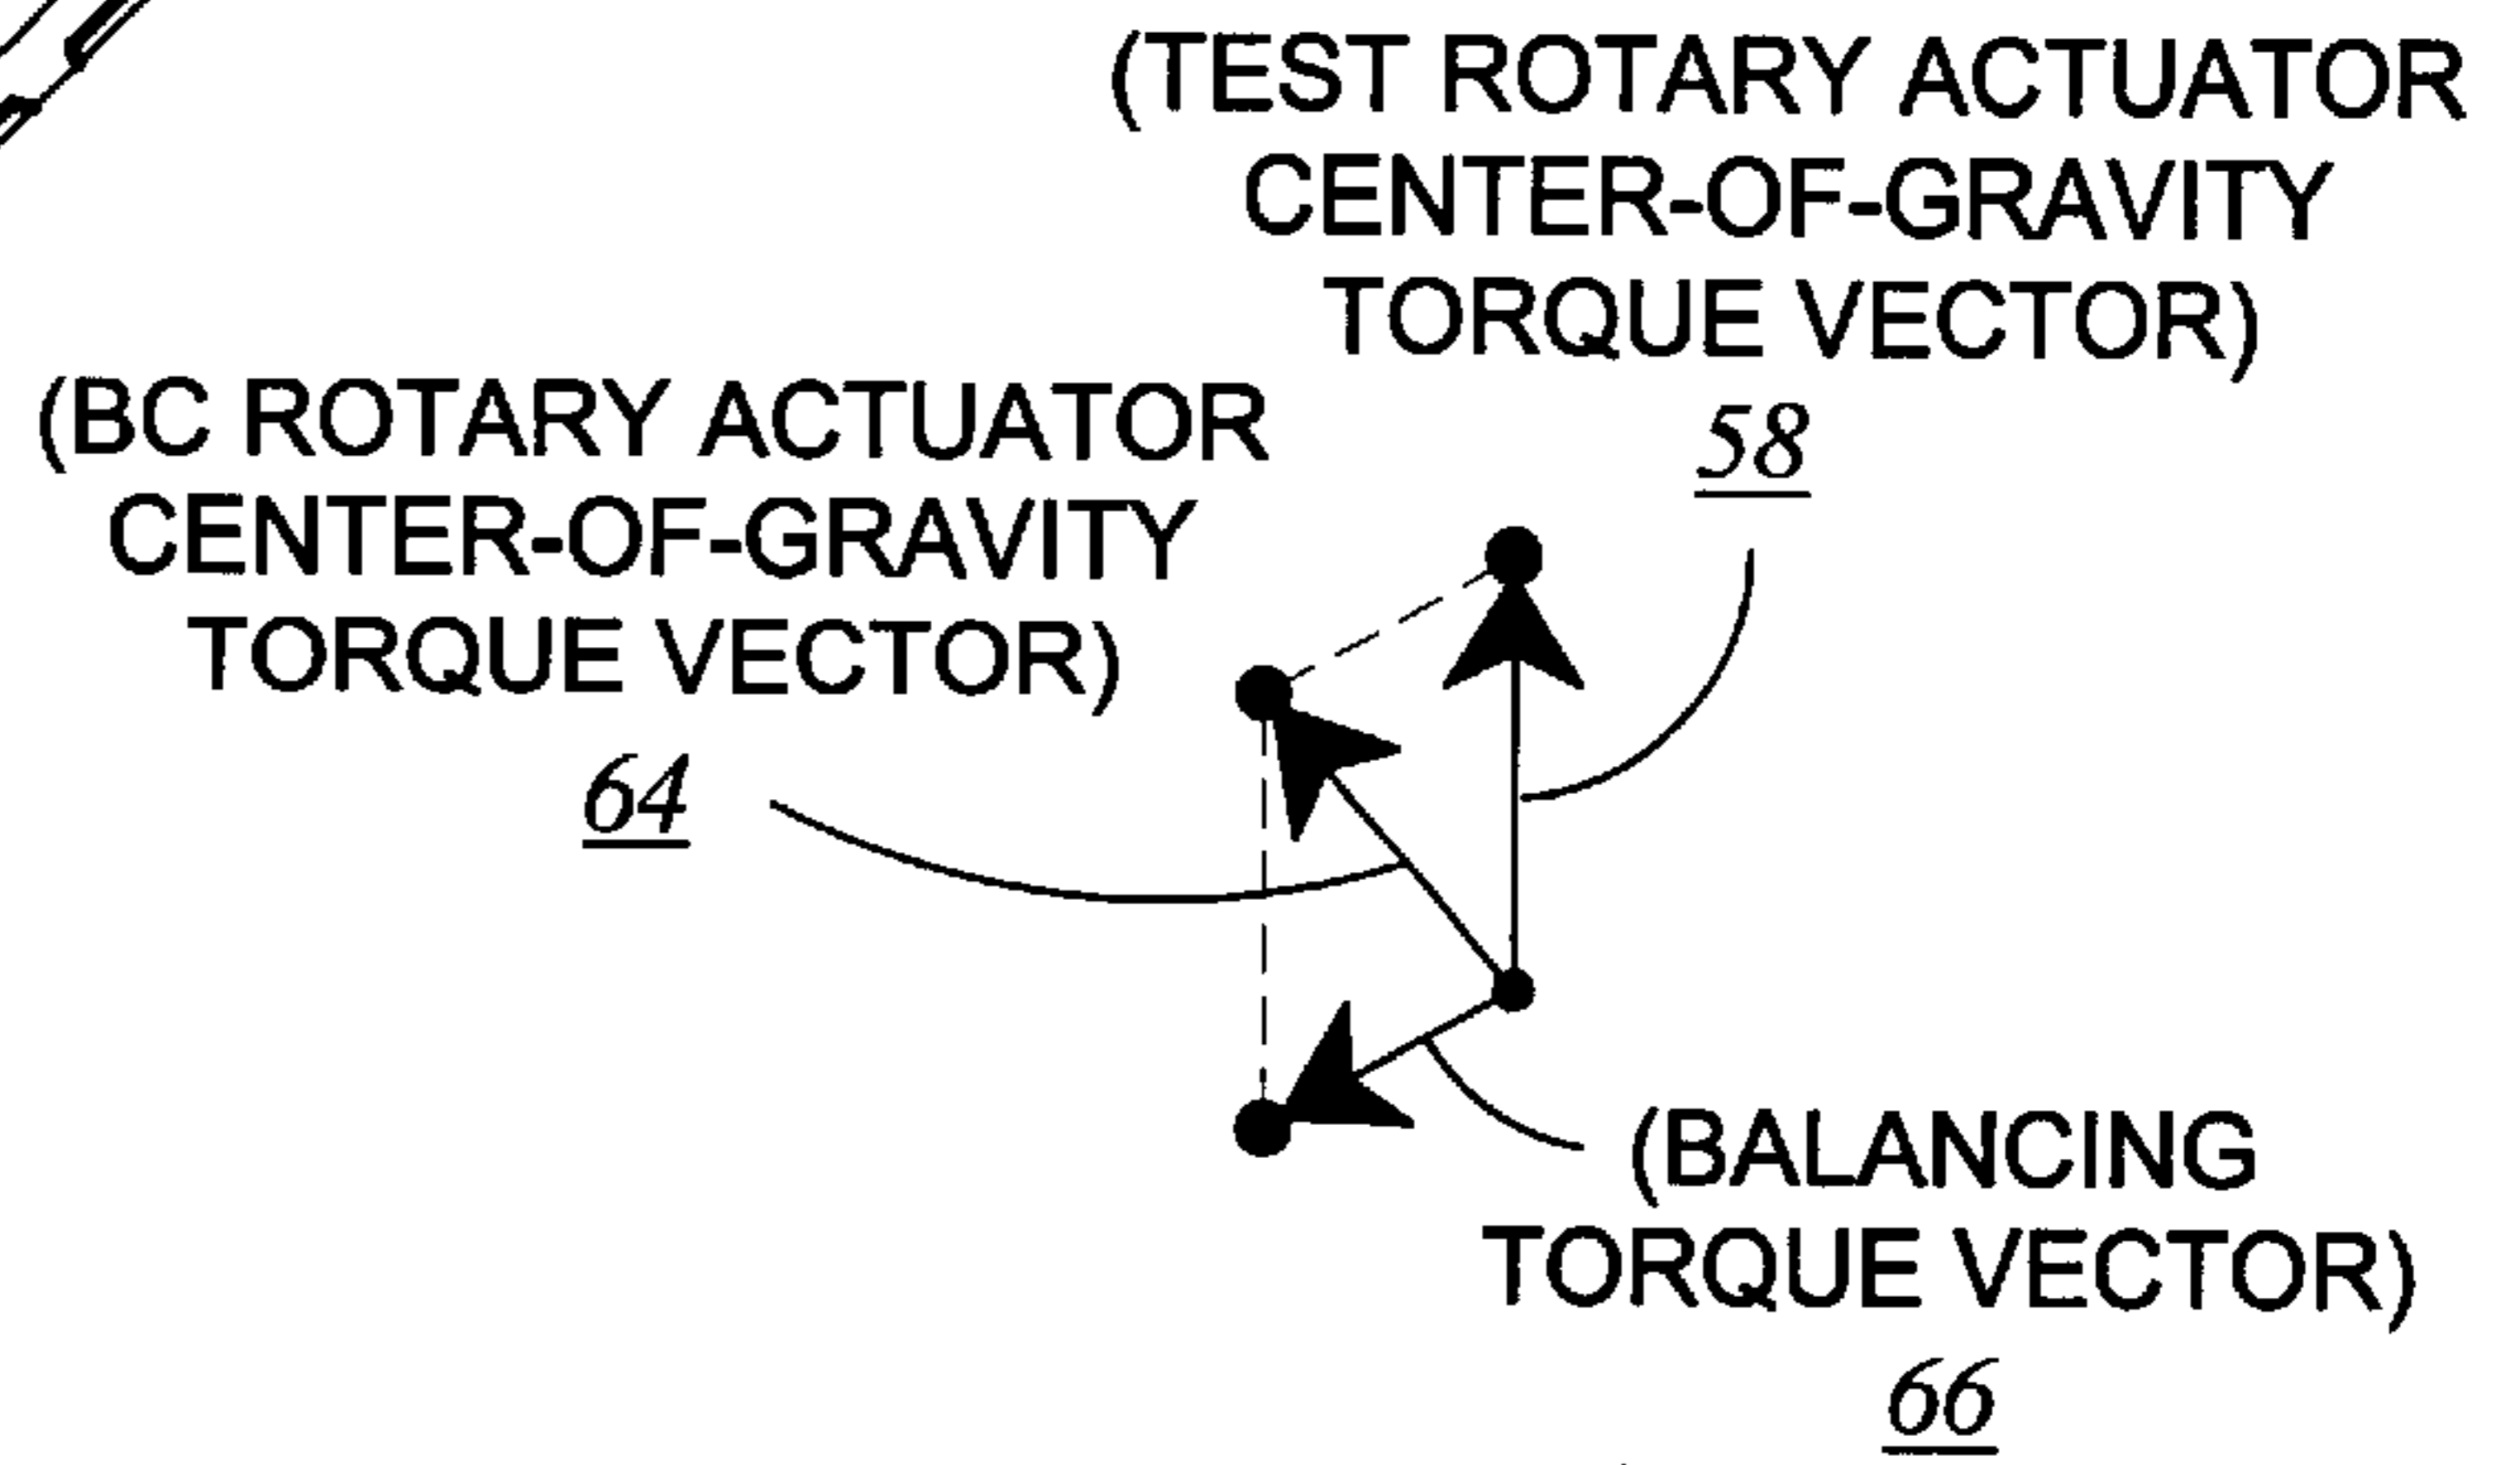 (TEST ROTARY ACTUATOR
CENTER-OF-GRAVITY
TORQUE VECTOR)
58
(BC ROTARY ACTUATOR
CENTER-OF-GRAVITY
TORQUE VECTOR)
64
(BALANCING
TORQUE VECTOR)
66